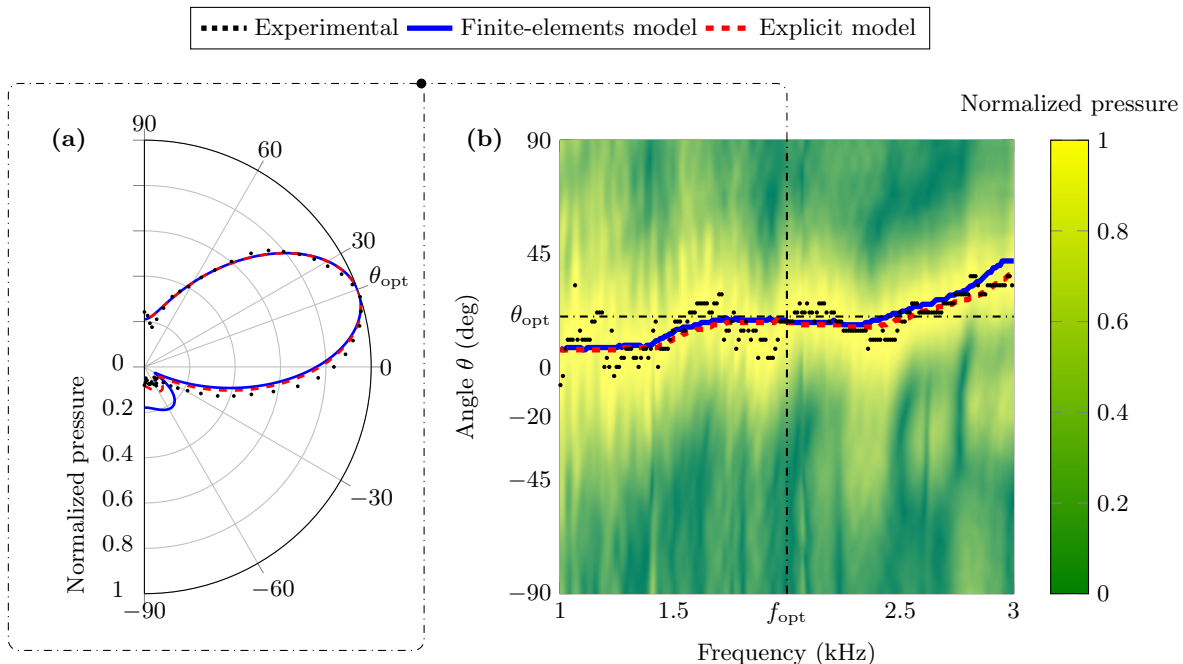 Experimental Finite-elements model Explicit model
(a)
90
60
30
θopt
0
−30
−60
−90
0
0.2
0.4
0.6
0.8
1
Normalized pressure
(b)
90
45
θopt
0
−20
−45
−90
Angle θ (deg)
1 1.5 fopt 2.5 3
Frequency (kHz)
Normalized pressure
1
0.8
0.6
0.4
0.2
0